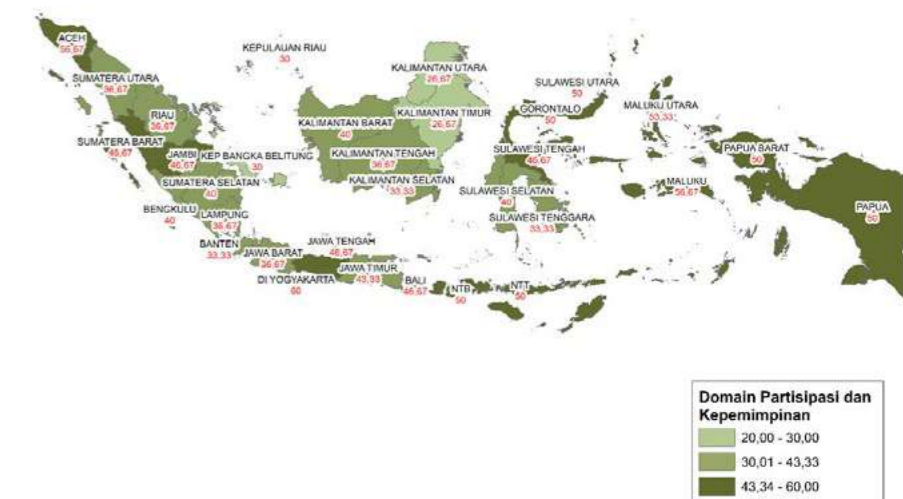 ACEH
56,67
SUMATERA UTARA
36,67
RIAU
36,67
SUMATERA BARAT
46,67
JAMBI
46,67
KEPULAUAN RIAU
30
KEP BANGKA BELITUNG
30
SUMATERA SELATAN
40
BENGKULU
40
LAMPUNG
36,67
BANTEN
33,33
JAWA BARAT
36,67
JAWA TENGAH
46,67
DI YOGYAKARTA
60
JAWA TIMUR
43,33
BALI
46,67
NTB
50
NTT
50
KALIMANTAN UTARA
26,67
KALIMANTAN TIMUR
26,67
KALIMANTAN BARAT
40
KALIMANTAN TENGAH
36,67
KALIMANTAN SELATAN
33,33
SULAWESI UTARA
50
GORONTALO
50
SULAWESI TENGAH
46,67
SULAWESI SELATAN
40
SULAWESI TENGGARA
33,33
MALUKU UTARA
53,33
MALUKU
56,67
PAPUA BARAT
50
PAPUA
50
Domain Partisipasi dan
Kepemimpinan
20,00 - 30,00
30,01 - 43,33
43,34 - 60,00